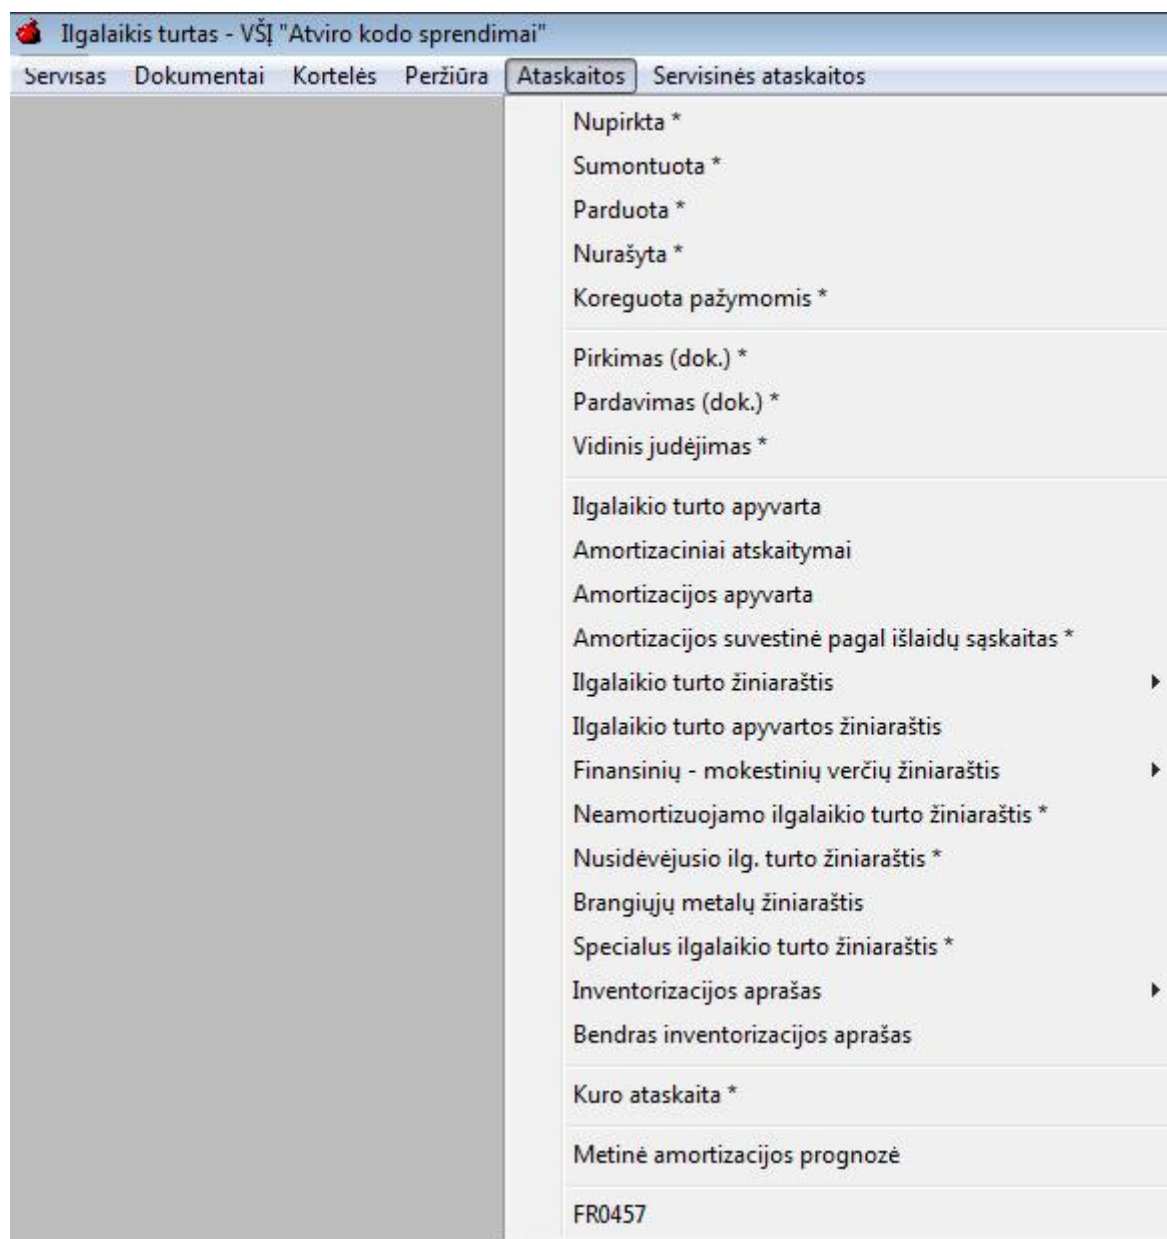 Ilgalaikis turtas - VŠĮ "Atviro kodo sprendimai"
Servisas Dokumentai Kortelės Peržiūra Ataskaitos Servisinės ataskaitos
Nupirkta *
Sumontuota *
Parduota *
Nurašyta *
Koreguota pažymomis *
Pirkimas (dok.) *
Pardavimas (dok.) *
Vidinis judėjimas *
Ilgalaikio turto apyvarta
Amortizaciniai atskaitymai
Amortizacijos apyvarta
Amortizacijos suvestinė pagal išlaidų sąskaitas *
Ilgalaikio turto žiniaraštis
Ilgalaikio turto apyvartos žiniaraštis
Finansinių - mokestinių verčių žiniaraštis
Neamortizuojamo ilgalaikio turto žiniaraštis *
Nusidėvėjusio ilg. turto žiniaraštis *
Brangiųjų metalų žiniaraštis
Specialus ilgalaikio turto žiniaraštis *
Inventorizacijos aprašas
Bendras inventorizacijos aprašas
Kuro ataskaita *
Metinė amortizacijos prognozė
FR0457